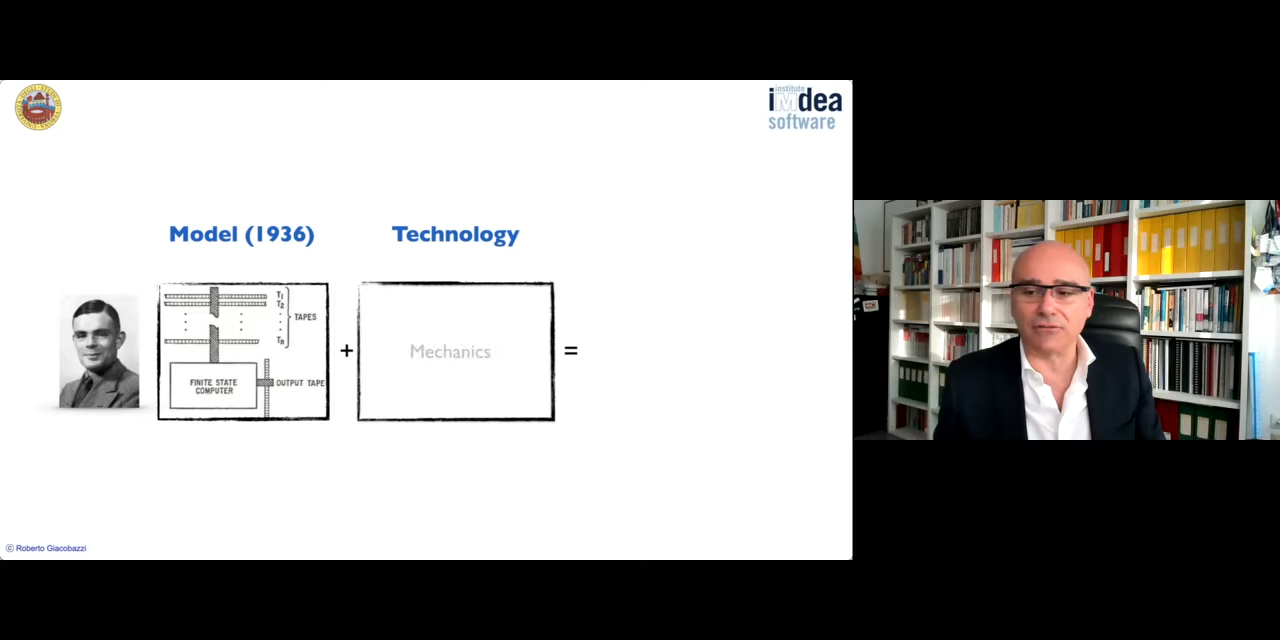 institute
iMdea
software
Model (1936)
Technology
T1
T2
TAPES
Tn
FINITE STATE
COMPUTER
OUTPUT TAPE
+
Mechanics
=
© Roberto Giacobazzi